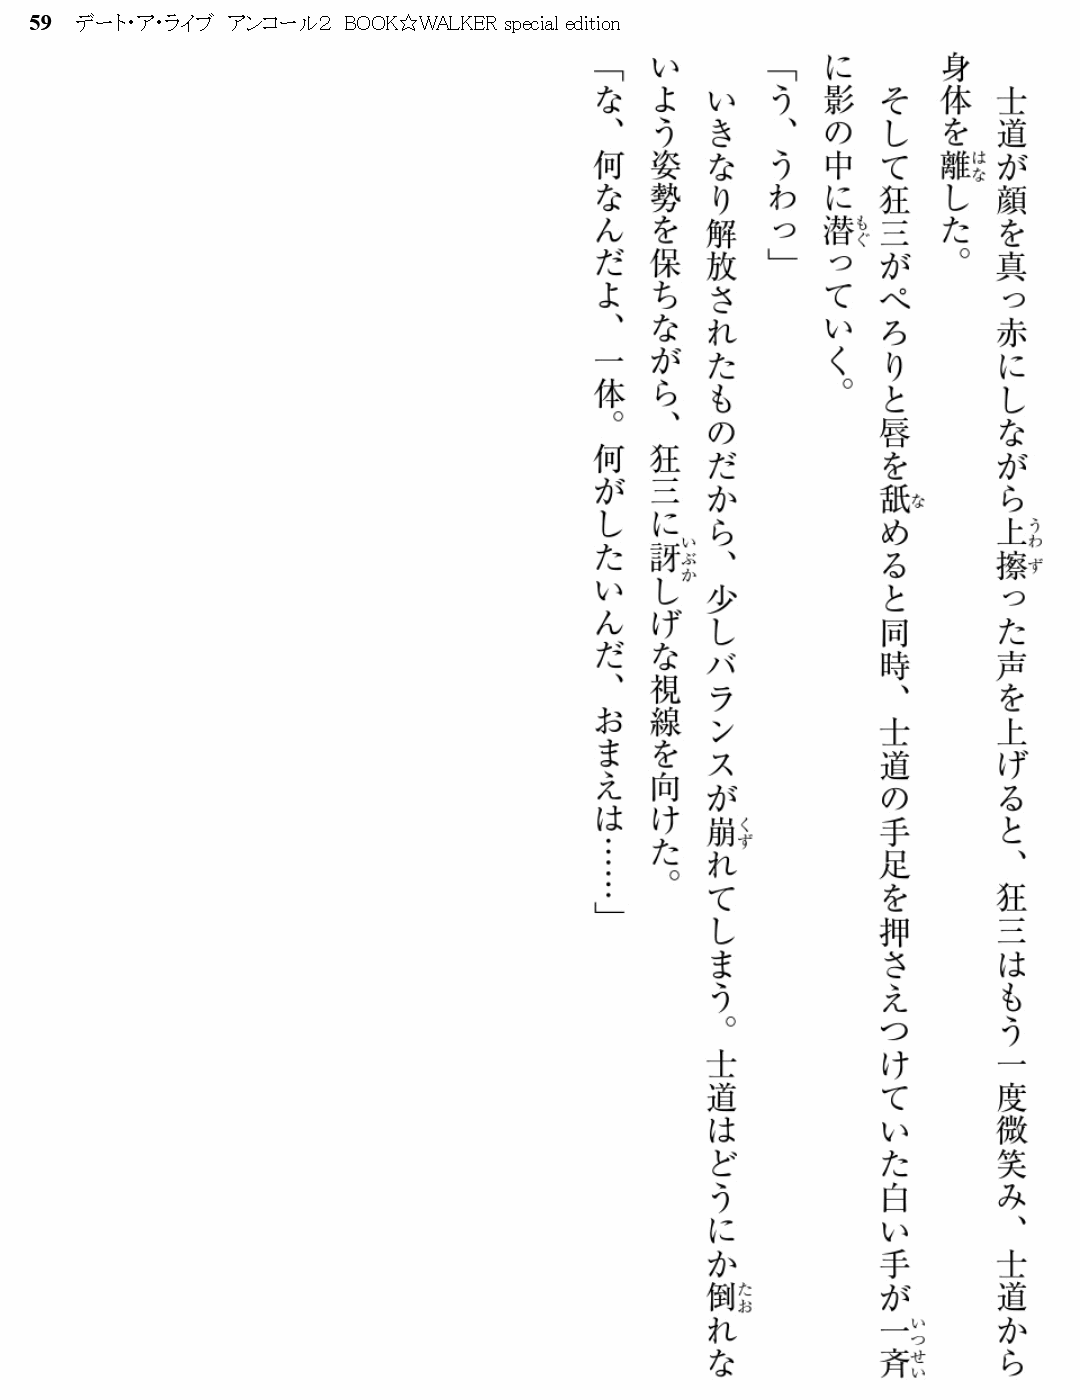 59 デート・ア・ライブ アンコール２ BOOK☆WALKER special edition
　士道が顔を真っ赤にしながら上擦った声を上げると、狂三はもう一度微笑み、士道から
身体を離した。
　そして狂三がぺろりと唇を舐めると同時、士道の手足を押さえつけていた白い手が一斉
に影の中に潜っていく。
「う、うわっ」
　いきなり解放されたものだから、少しバランスが崩れてしまう。士道はどうにか倒れな
いよう姿勢を保ちながら、狂三に訝しげな視線を向けた。
「な、何なんだよ、一体。何がしたいんだ、おまえは……」